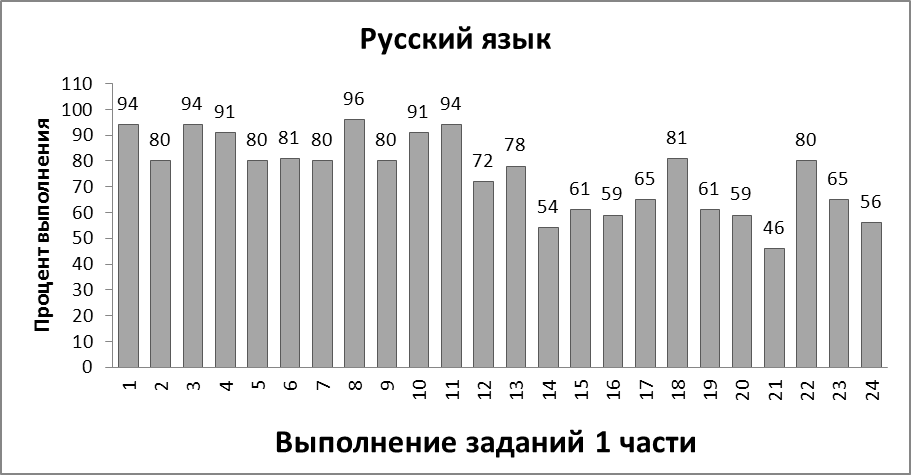 Русский язык
Процент выполнения
110
100
90
80
70
60
50
40
30
20
10
0
94 80 94 91 80 81 80 96 80 91 94 72 78 54 61 59 65 81 61 59 46 80 65 56
1 2 3 4 5 6 7 8 9 10 11 12 13 14 15 16 17 18 19 20 21 22 23 24
Выполнение заданий 1 части